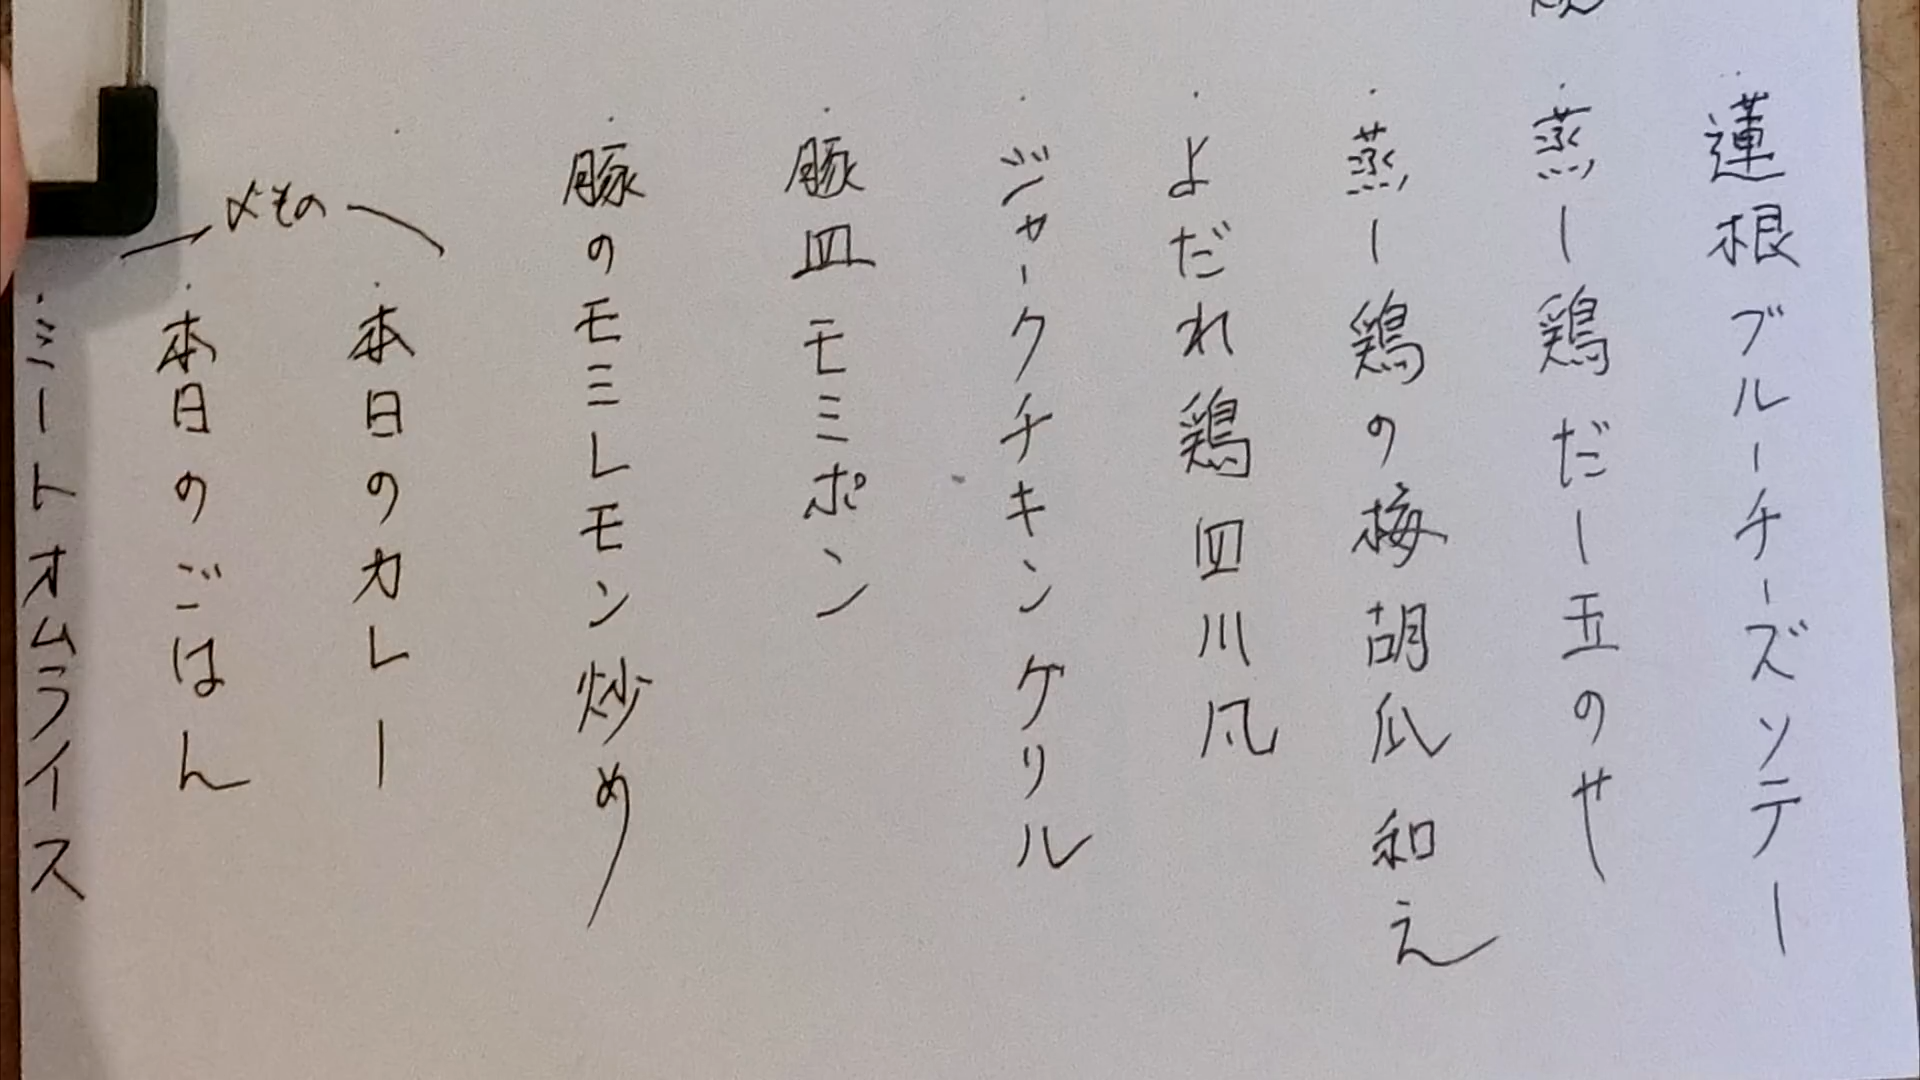 蓮根ブルーチーズソテー
蒸し鶏だし玉のせ
蒸し鶏の梅胡瓜和え
よだれ鶏四川風
ジャークチキングリル
豚皿モミポン
豚のモミレモン炒め
〆もの
本日のカレー
本日のごはん
ミートオムライス